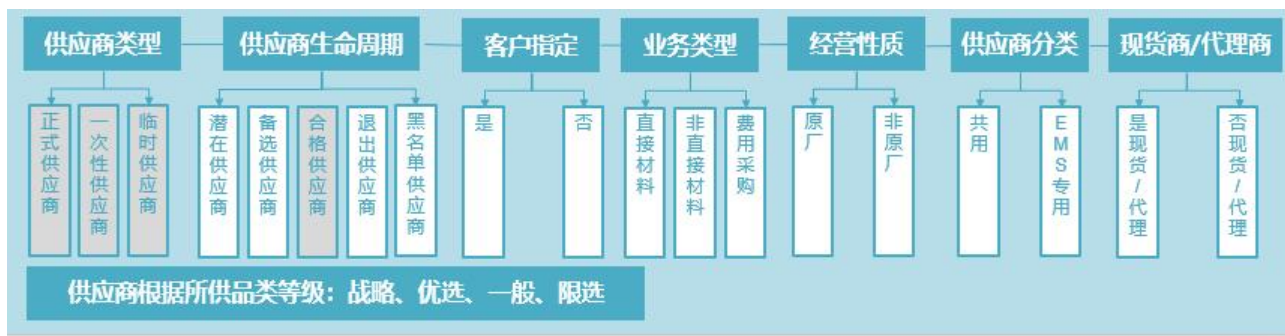 供应商类型
供应商生命周期
客户指定
业务类型
经营性质
供应商分类
现货商/代理商
正式供应商
一次性供应商
临时供应商
潜在供应商
备选供应商
合格供应商
退出供应商
黑名单供应商
是
否
直接材料
非直接材料
费用采购
原厂
非原厂
共用
EMS专用
是现货/代理
否现货/代理
供应商根据所供品类等级：战略、优选、一般、限选